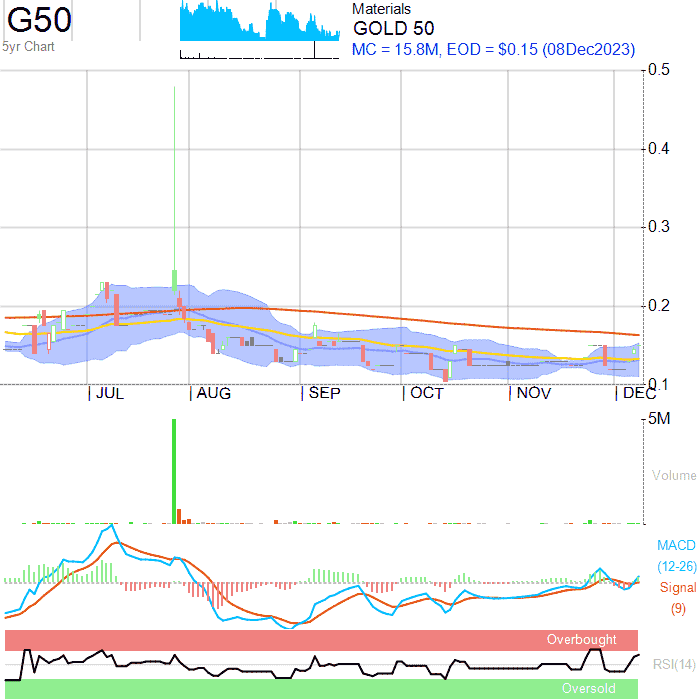 G50
5yr Chart
Materials
GOLD 50
MC = 15.8M, EOD = $0.15 (08Dec2023)
0.5
0.4
0.3
0.2
0.1
JUL
AUG
SEP
OCT
NOV
DEC
5M
Volume
MACD
(12-26)
Signal
(9)
Overbought
RSI(14)
Oversold